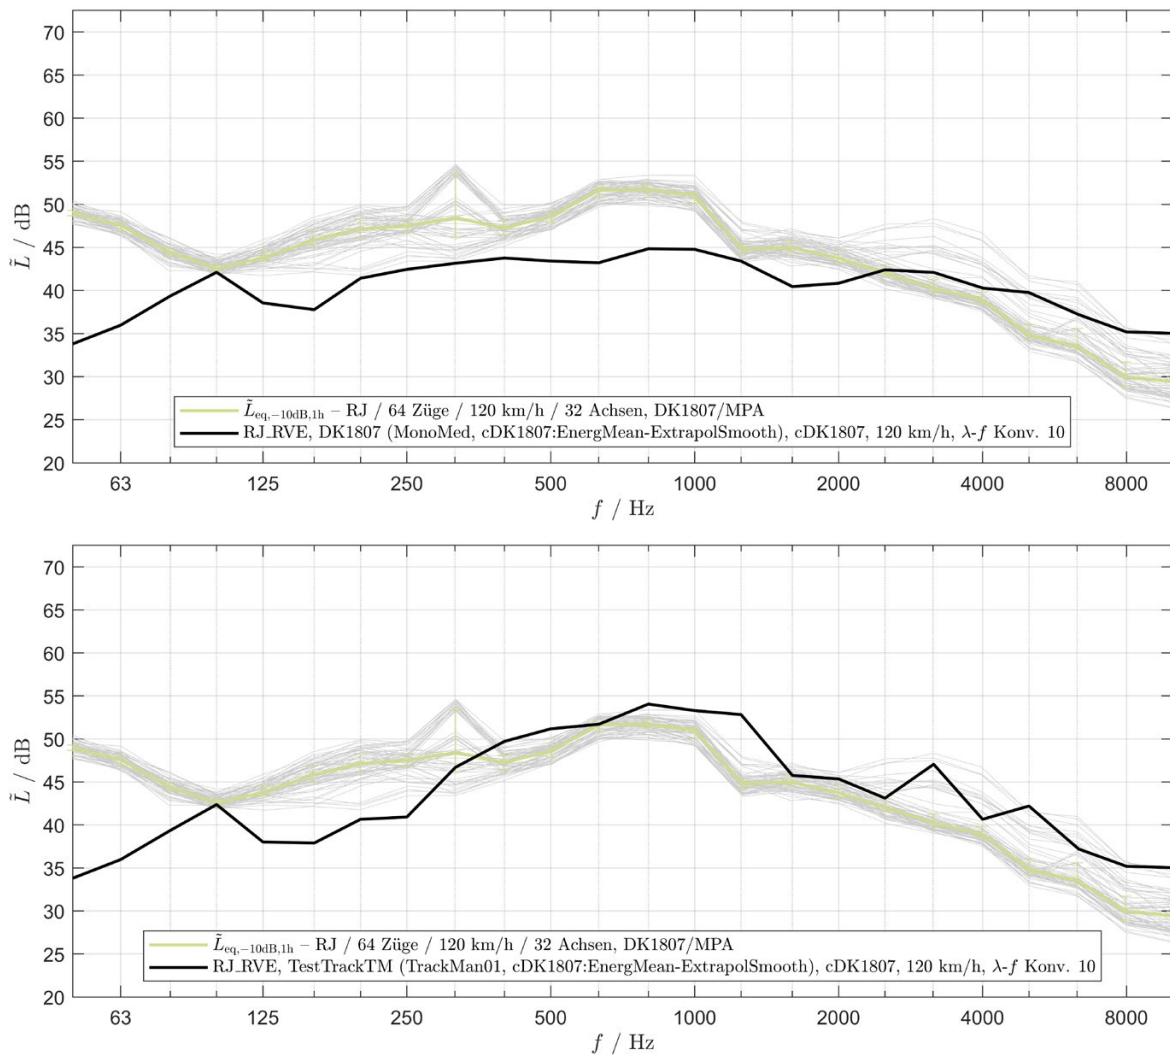 70
65
60
55
50
45
40
35
30
25
20
L̃ / dB
L̃eq,−10dB,1h – RJ / 64 Züge / 120 km/h / 32 Achsen, DK1807/MPA
RJ_RVE, DK1807 (MonoMed, cDK1807:EnergMean-ExtrapolSmooth), cDK1807, 120 km/h, λ-f Konv. 10
63 125 250 500 1000 2000 4000 8000
f / Hz
70
65
60
55
50
45
40
35
30
25
20
L̃ / dB
L̃eq,−10dB,1h – RJ / 64 Züge / 120 km/h / 32 Achsen, DK1807/MPA
RJ_RVE, TestTrackTM (TrackMan01, cDK1807:EnergMean-ExtrapolSmooth), cDK1807, 120 km/h, λ-f Konv. 10
63 125 250 500 1000 2000 4000 8000
f / Hz